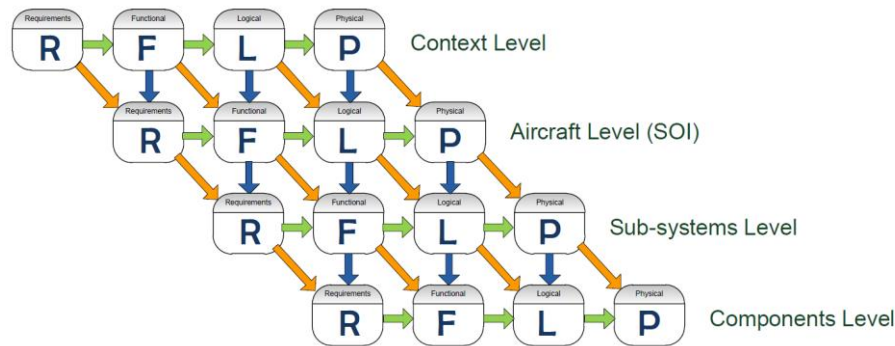 Requirements Functional Logical Physical
R F L P Context Level
Requirements Functional Logical Physical
R F L P Aircraft Level (SOI)
Requirements Functional Logical Physical
R F L P Sub-systems Level
Requirements Functional Logical Physical
R F L P Components Level